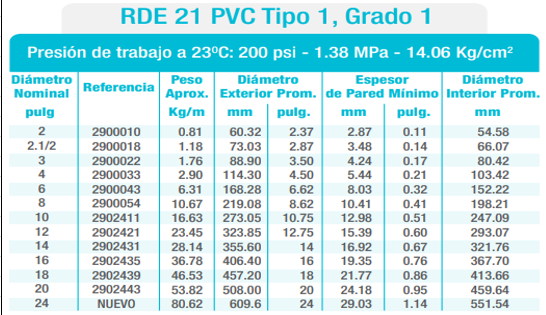 RDE 21 PVC Tipo 1, Grado 1
Presión de trabajo a 23ºC: 200 psi - 1.38 MPa - 14.06 Kg/cm²
Diámetro Nominal Referencia Peso Aprox. Diámetro Exterior Prom. Espesor de Pared Mínimo Diámetro Interior Prom.
pulg Kg/m mm pulg. mm pulg. mm
2 2900010 0.81 60.32 2.37 2.87 0.11 54.58
2.1/2 2900018 1.18 73.03 2.87 3.48 0.14 66.07
3 2900022 1.76 88.90 3.50 4.24 0.17 80.42
4 2900033 2.90 114.30 4.50 5.44 0.21 103.42
6 2900043 6.31 168.28 6.62 8.03 0.32 152.22
8 2900054 10.67 219.08 8.62 10.41 0.41 198.21
10 2902411 16.63 273.05 10.75 12.98 0.51 247.09
12 2902421 23.45 323.85 12.75 15.39 0.60 293.07
14 2902431 28.14 355.60 14 16.92 0.67 321.76
16 2902435 36.78 406.40 16 19.35 0.76 367.70
18 2902439 46.53 457.20 18 21.77 0.86 413.66
20 2902443 53.82 508.00 20 24.18 0.95 459.64
24 NUEVO 80.62 609.6 24 29.03 1.14 551.54